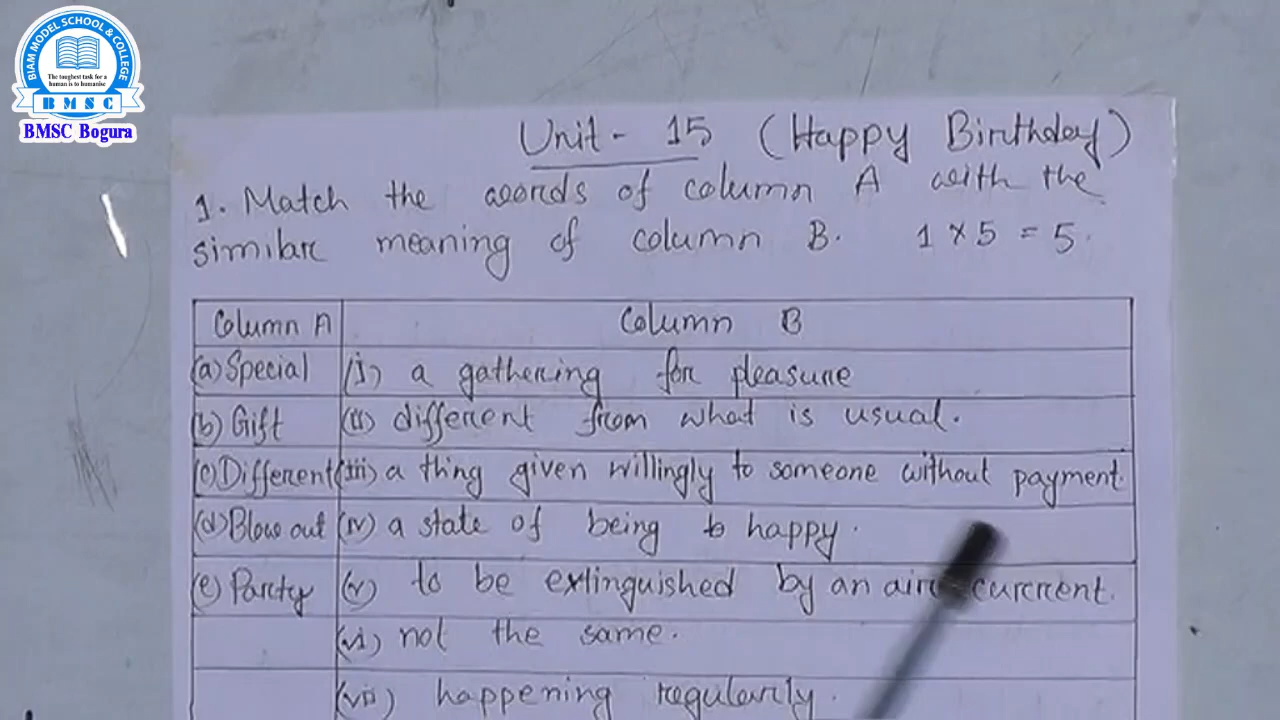 BIAM MODEL SCHOOL & COLLEGE
The toughest task for a
human is to humanise
BMSC
BMSC Bogura
Unit - 15 (Happy Birthday)
1. Match the words of column A with the
similar meaning of column B. 1 × 5 = 5.
Column A Column B
(a) Special (i) a gathering for pleasure
(b) Gift (ii) different from what is usual.
(c) Different (iii) a thing given willingly to someone without payment.
(d) Blow out (iv) a state of being happy.
(e) Party (v) to be extinguished by an air current.
(vi) not the same.
(vii) happening regularly.